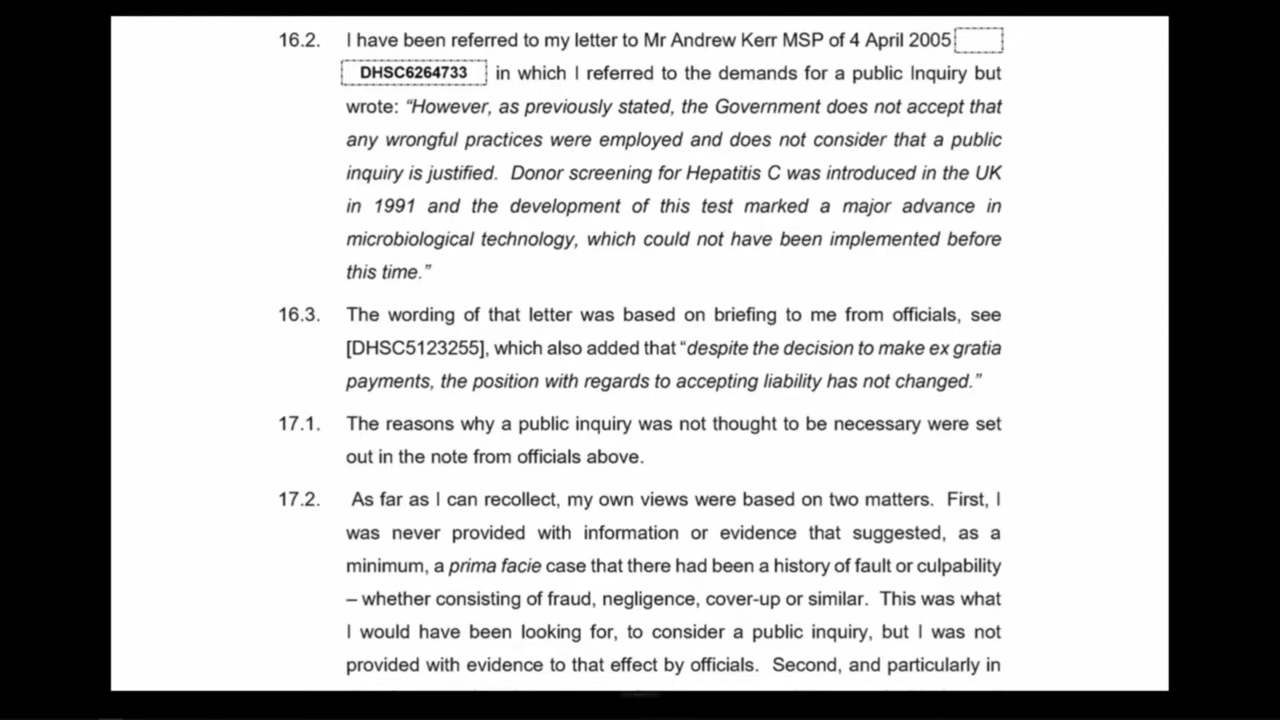 16.2. I have been referred to my letter to Mr Andrew Kerr MSP of 4 April 2005
DHSC6264733 in which I referred to the demands for a public Inquiry but
wrote: “However, as previously stated, the Government does not accept that
any wrongful practices were employed and does not consider that a public
inquiry is justified. Donor screening for Hepatitis C was introduced in the UK
in 1991 and the development of this test marked a major advance in
microbiological technology, which could not have been implemented before
this time.”
16.3. The wording of that letter was based on briefing to me from officials, see
[DHSC5123255], which also added that “despite the decision to make ex gratia
payments, the position with regards to accepting liability has not changed.”
17.1. The reasons why a public inquiry was not thought to be necessary were set
out in the note from officials above.
17.2. As far as I can recollect, my own views were based on two matters. First, I
was never provided with information or evidence that suggested, as a
minimum, a prima facie case that there had been a history of fault or culpability
– whether consisting of fraud, negligence, cover-up or similar. This was what
I would have been looking for, to consider a public inquiry, but I was not
provided with evidence to that effect by officials. Second, and particularly in